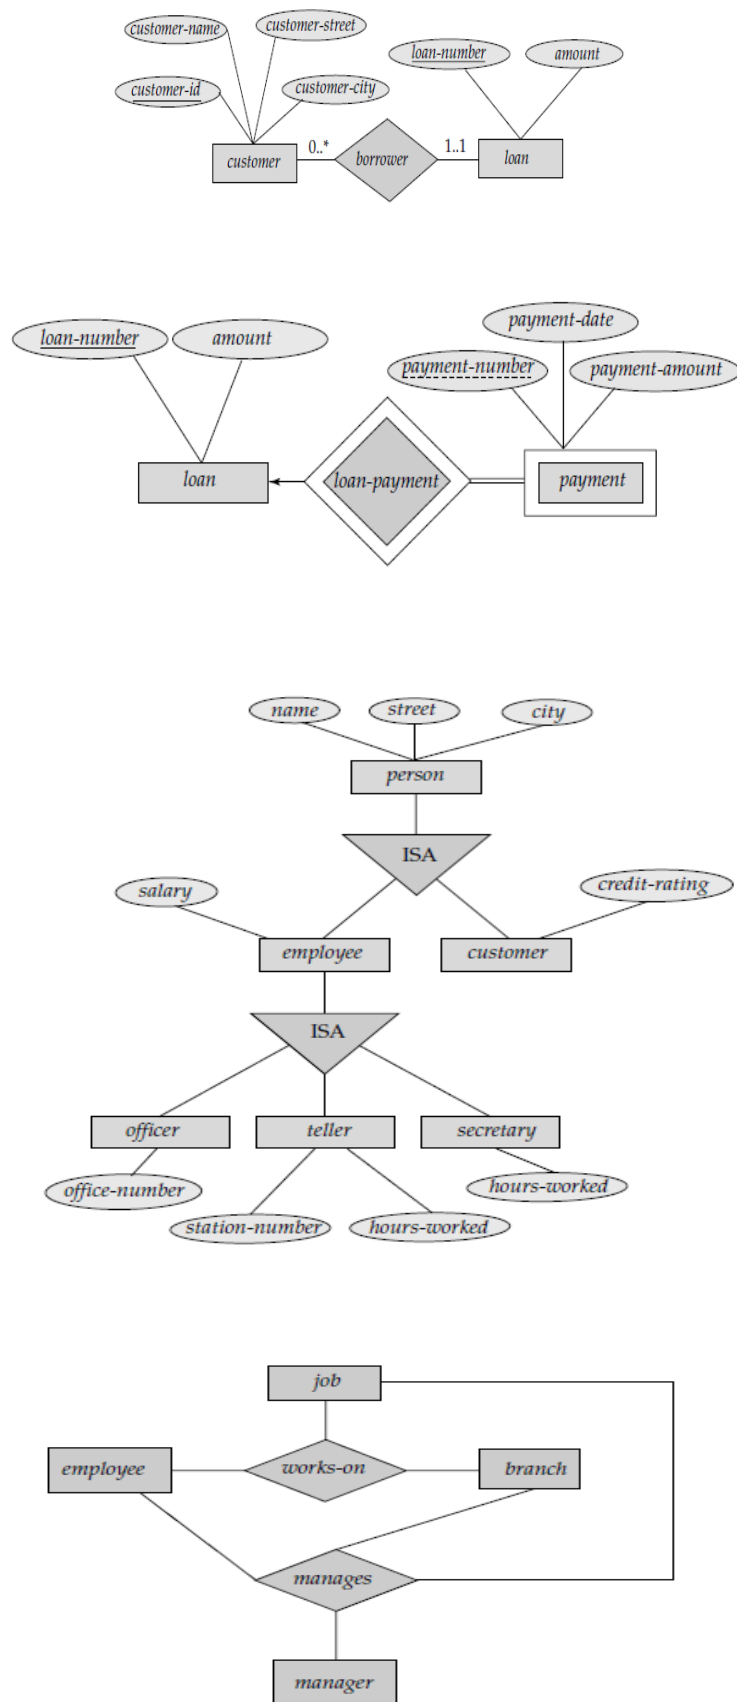 customer-name
customer-street
loan-number
amount
customer-id
customer-city
customer
0..*
borrower
1..1
loan
loan-number
amount
payment-date
payment-number
payment-amount
loan
loan-payment
payment
name
street
city
person
ISA
salary
credit-rating
employee
customer
ISA
officer
teller
secretary
office-number
hours-worked
station-number
hours-worked
job
employee
works-on
branch
manages
manager